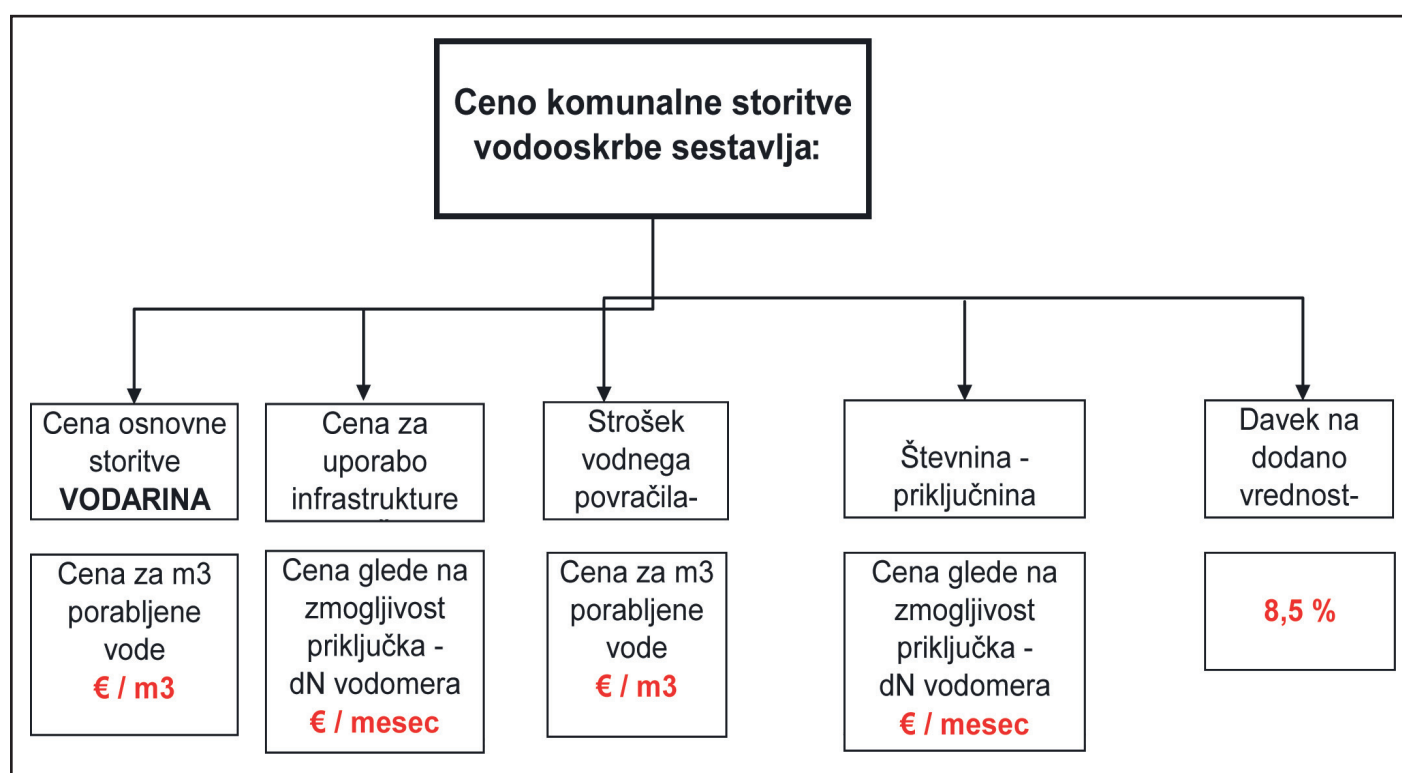 Ceno komunalne storitve
vodooskrbe sestavlja:
Cena osnovne
storitve
VODARINA
Cena za
uporabo
infrastrukture
Strošek
vodnega
povračila-
Števnina -
priključnina
Davek na
dodano
vrednost-
Cena za m3
porabljene
vode
€ / m3
Cena glede na
zmogljivost
priključka -
dN vodomera
€ / mesec
Cena za m3
porabljene
vode
€ / m3
Cena glede na
zmogljivost
priključka -
dN vodomera
€ / mesec
8,5 %